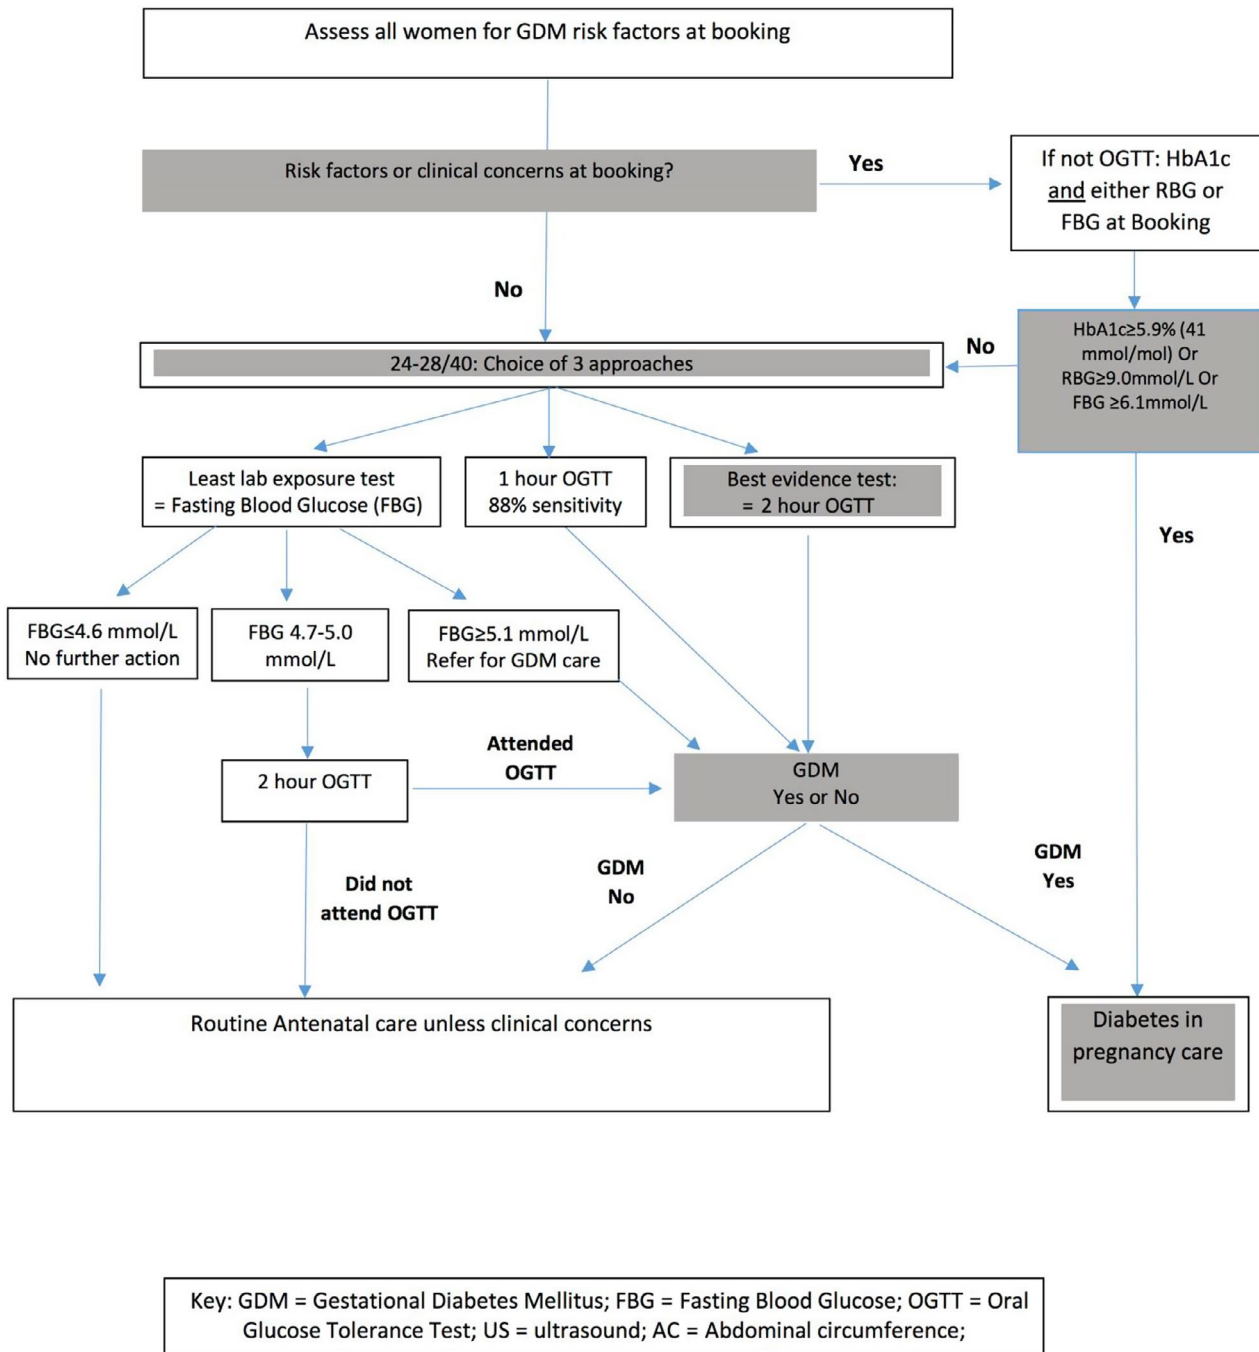 Assess all women for GDM risk factors at booking
Risk factors or clinical concerns at booking?
Yes
If not OGTT: HbA1c
and either RBG or
FBG at Booking
No
HbA1c≥5.9% (41
mmol/mol) Or
RBG≥9.0mmol/L Or
FBG ≥6.1mmol/L
No
24-28/40: Choice of 3 approaches
Least lab exposure test
= Fasting Blood Glucose (FBG)
1 hour OGTT
88% sensitivity
Best evidence test:
= 2 hour OGTT
Yes
FBG≤4.6 mmol/L
No further action
FBG 4.7-5.0
mmol/L
FBG≥5.1 mmol/L
Refer for GDM care
2 hour OGTT
Attended
OGTT
GDM
Yes or No
Did not
attend OGTT
GDM
No
GDM
Yes
Routine Antenatal care unless clinical concerns
Diabetes in
pregnancy care
Key: GDM = Gestational Diabetes Mellitus; FBG = Fasting Blood Glucose; OGTT = Oral
Glucose Tolerance Test; US = ultrasound; AC = Abdominal circumference;